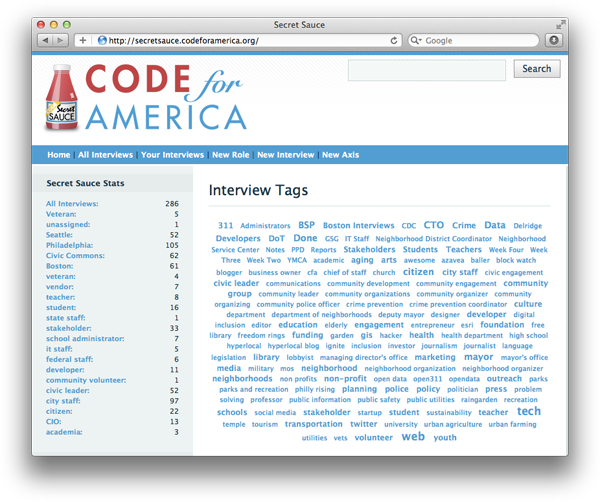 Secret Sauce
http://secretsauce.codeforamerica.org/
Google
Secret
SAUCE
CODE for
AMERICA
Search
Home | All Interviews | Your Interviews | New Role | New Interview | New Axis
Secret Sauce Stats
All Interviews: 286
Veteran: 5
unassigned: 1
Seattle: 52
Philadelphia: 105
Civic Commons: 62
Boston: 61
veteran: 4
vendor: 7
teacher: 8
student: 16
state staff: 1
stakeholder: 33
school administrator: 7
it staff: 5
federal staff: 6
developer: 11
community volunteer: 1
civic leader: 52
city staff: 97
citizen: 22
CIO: 13
academia: 3
Interview Tags
311 Administrators BSP Boston Interviews CDC CTO Crime Data Delridge
Developers DoT Done GSG IT Staff Neighborhood District Coordinator Neighborhood
Service Center Notes PPD Reports Stakeholders Students Teachers Week Four Week
Three Week Two YMCA academic aging arts awesome azavea baller block watch
blogger business owner cfa chief of staff church citizen city staff civic engagement
civic leader communications community development community engagement community
group community leader community organizations community organizer community
organizing community police officer crime prevention crime prevention coordinator culture
department department of neighborhoods deputy mayor designer developer digital
inclusion editor education elderly engagement entrepreneur esri foundation free
library freedom rings funding garden gis hacker health health department high school
hyperlocal hyperlocal blog ignite inclusion investor journalism journalist language
legislation library lobbyist managing director's office marketing mayor mayor's office
media military mos neighborhood neighborhood organization neighborhood organizer
neighborhoods non profits non-profit open data open311 opendata outreach parks
parks and recreation philly rising planning police policy politician press problem
solving professor public information public safety public utilities raingarden recreation
schools social media stakeholder startup student sustainability teacher tech
temple tourism transportation twitter university urban agriculture urban farming
utilities vets volunteer web youth